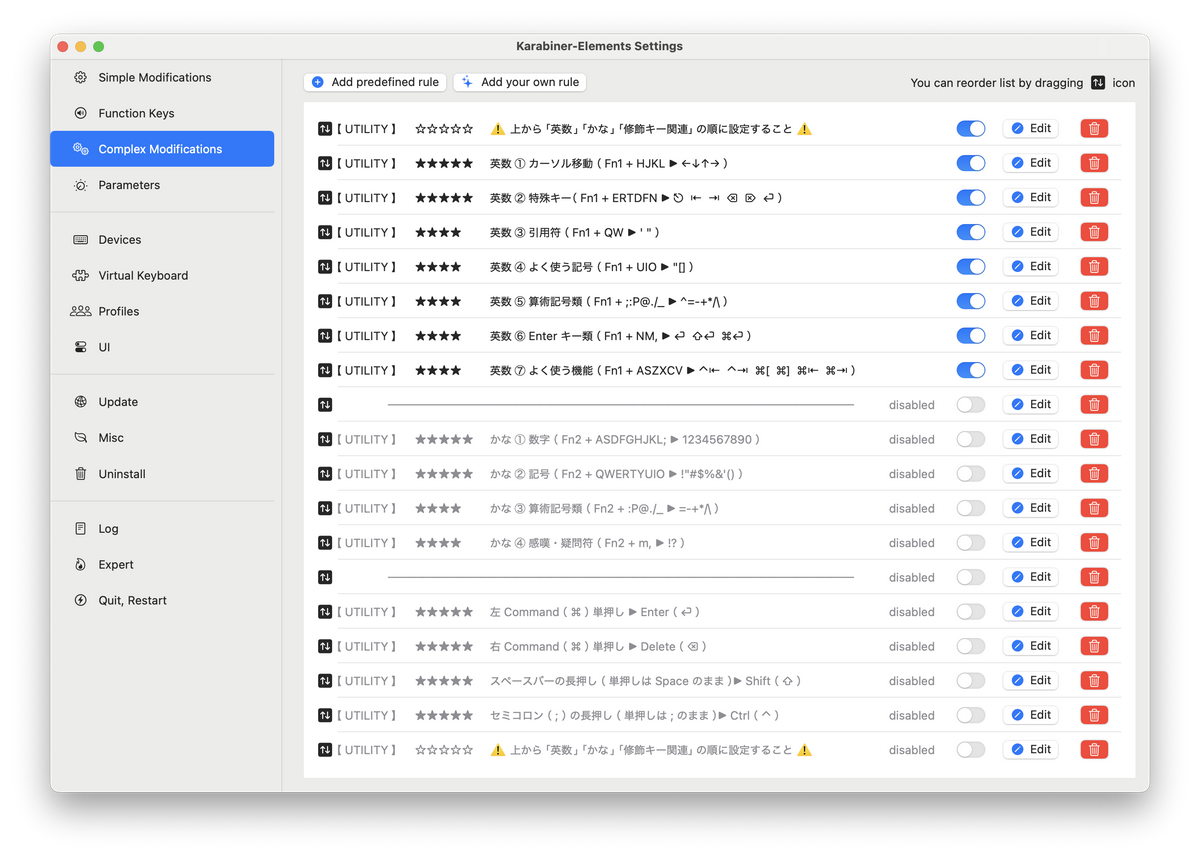 Karabiner-Elements Settings
Simple Modifications
Function Keys
Complex Modifications
Parameters
Devices
Virtual Keyboard
Profiles
UI
Update
Misc
Uninstall
Log
Expert
Quit, Restart
Add predefined rule
Add your own rule
You can reorder list by dragging icon
【 UTILITY 】 ☆☆☆☆☆ ⚠️ 上から「英数」「かな」「修飾キー関連」の順に設定すること ⚠️ Edit
【 UTILITY 】 ★★★★★ 英数 ① カーソル移動 ( Fn1 + HJKL ▶ ←↓↑→ ) Edit
【 UTILITY 】 ★★★★★ 英数 ② 特殊キー( Fn1 + ERTDFN ▶ ⎋ ⇤ ⇥ ⌫ ⌦ ⏎ ) Edit
【 UTILITY 】 ★★★★ 英数 ③ 引用符 ( Fn1 + QW ▶ ' " ) Edit
【 UTILITY 】 ★★★★ 英数 ④ よく使う記号 ( Fn1 + UIO ▶ "[] ) Edit
【 UTILITY 】 ★★★★ 英数 ⑤ 算術記号類 ( Fn1 + ;:P@./_ ▶ ^=-+*/\ ) Edit
【 UTILITY 】 ★★★★ 英数 ⑥ Enter キー類 ( Fn1 + NM, ▶ ⏎ ⇧⏎ ⌘⏎ ) Edit
【 UTILITY 】 ★★★★ 英数 ⑦ よく使う機能 ( Fn1 + ASZXCV ▶ ^⇤ ^⇥ ⌘[ ⌘] ⌘⇤ ⌘⇥ ) Edit
disabled Edit
【 UTILITY 】 ★★★★★ かな ① 数字 ( Fn2 + ASDFGHJKL; ▶ 1234567890 ) disabled Edit
【 UTILITY 】 ★★★★★ かな ② 記号 ( Fn2 + QWERTYUIO ▶ !"#$%&'() ) disabled Edit
【 UTILITY 】 ★★★★ かな ③ 算術記号類 ( Fn2 + :P@./_ ▶ =-+*/\ ) disabled Edit
【 UTILITY 】 ★★★★ かな ④ 感嘆・疑問符 ( Fn2 + m, ▶ !? ) disabled Edit
disabled Edit
【 UTILITY 】 ★★★★★ 左 Command ( ⌘ ) 単押し ▶ Enter ( ⏎ ) disabled Edit
【 UTILITY 】 ★★★★★ 右 Command ( ⌘ ) 単押し ▶ Delete ( ⌫ ) disabled Edit
【 UTILITY 】 ★★★★★ スペースバーの長押し ( 単押しは Space のまま )▶ Shift ( ⇧ ) disabled Edit
【 UTILITY 】 ★★★★★ セミコロン ( ; ) の長押し ( 単押しは ; のまま )▶ Ctrl ( ^ ) disabled Edit
【 UTILITY 】 ☆☆☆☆☆ ⚠️ 上から「英数」「かな」「修飾キー関連」の順に設定すること ⚠️ disabled Edit